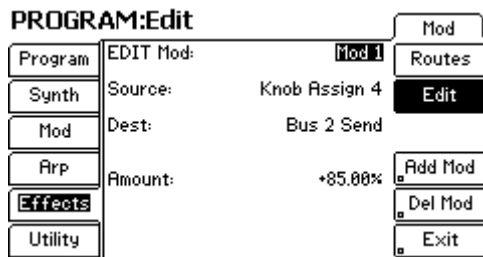 PROGRAM:Edit
Mod
Program
EDIT Mod: Mod 1
Routes
Synth
Source: Knob Assign 4
Edit
Mod
Dest: Bus 2 Send
Arp
Amount: +85.00%
Add Mod
Effects
Del Mod
Utility
Exit